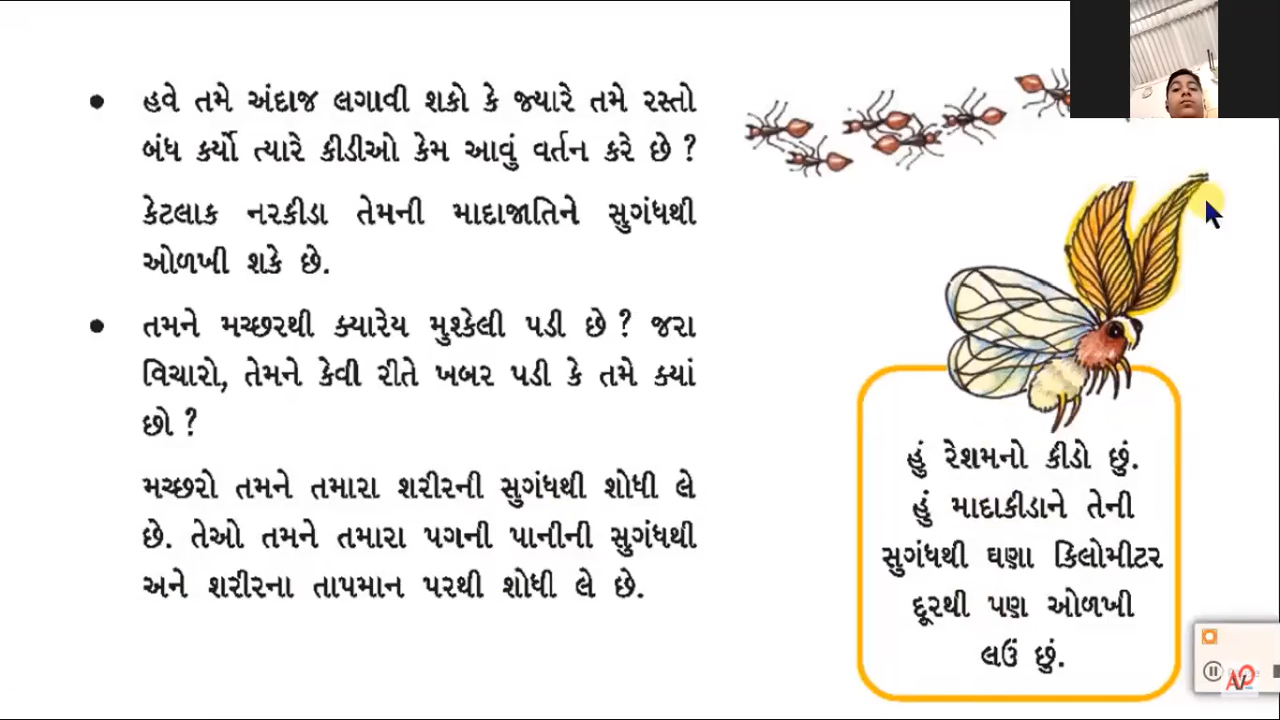 હવે તમે અંદાજ લગાવી શકો કે જ્યારે તમે રસ્તો
બંધ કર્યો ત્યારે કીડીઓ કેમ આવું વર્તન કરે છે ?
કેટલાક નરકીડા તેમની માદાજાતિને સુગંધથી
ઓળખી શકે છે.
તમને મચ્છરથી ક્યારેય મુશ્કેલી પડી છે ? જરા
વિચારો, તેમને કેવી રીતે ખબર પડી કે તમે ક્યાં
છો ?
મચ્છરો તમને તમારા શરીરની સુગંધથી શોધી લે
છે. તેઓ તમને તમારા પગની પાનીની સુગંધથી
અને શરીરના તાપમાન પરથી શોધી લે છે.
હું રેશમનો કીડો છું.
હું માદાકીડાને તેની
સુગંધથી ઘણા કિલોમીટર
દૂરથી પણ ઓળખી
લઉં છું.